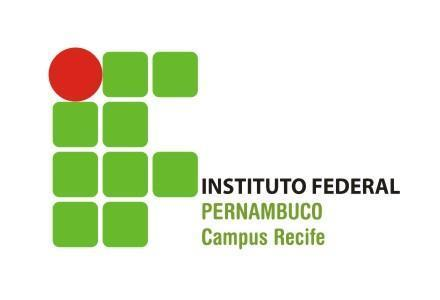 INSTITUTO FEDERAL
PERNAMBUCO
Campus Recife